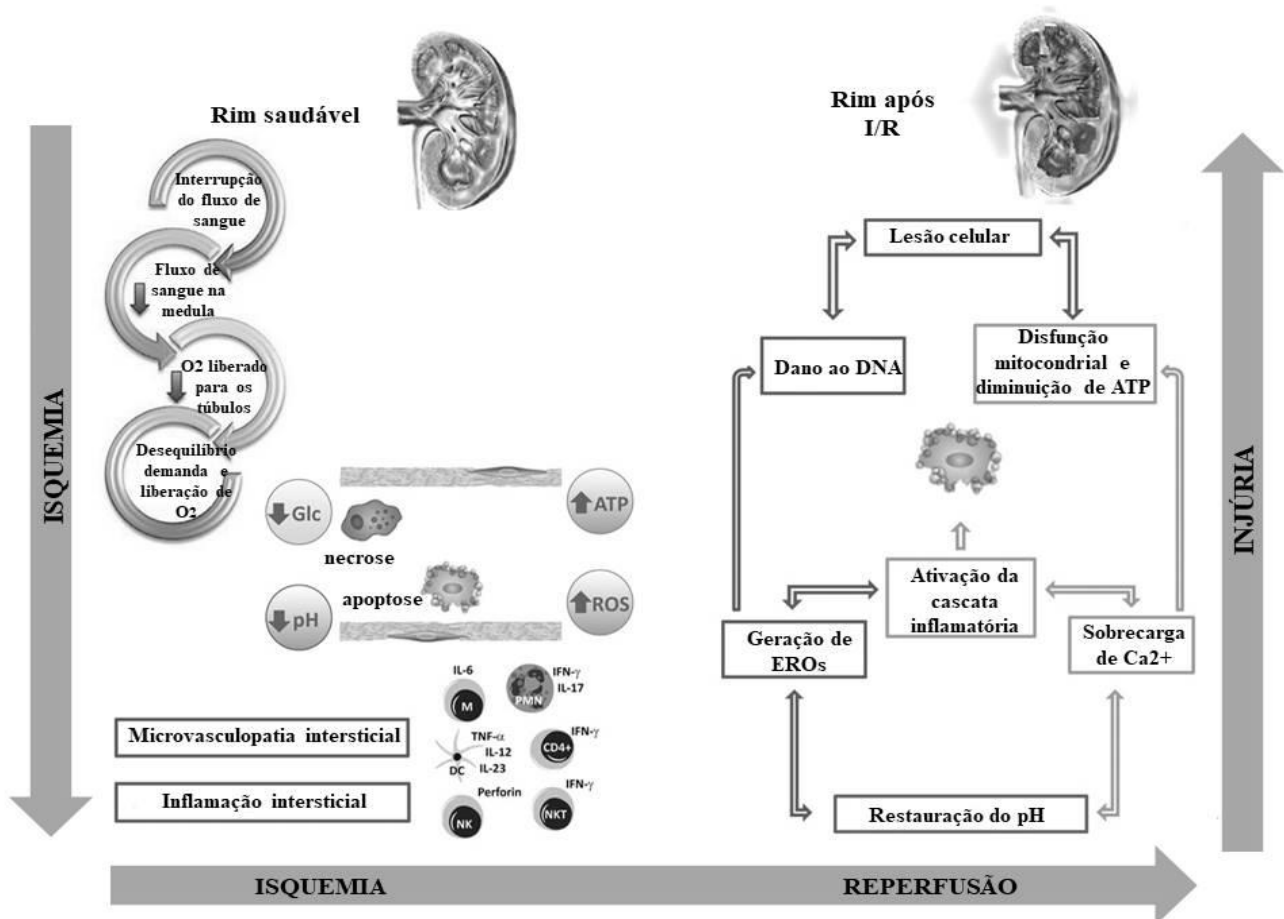 Rim saudável
Interrupção
do fluxo de
sangue
Fluxo de
sangue na
medula
O2 liberado
para os
túbulos
Desequilíbrio
demanda e
liberação de
O2
ISQUEMIA
Glc
necrose
ATP
pH
apoptose
ROS
Microvasculopatia intersticial
Inflamação intersticial
IL-6
M
IFN-γ
IL-17
PMN
TNF-α
IL-12
IL-23
DC
IFN-γ
CD4+
Perforin
NK
IFN-γ
NKT
Rim após
I/R
Lesão celular
Dano ao DNA
Disfunção
mitocondrial e
diminuição de ATP
Ativação da
cascata
inflamatória
Geração de
EROs
Sobrecarga
de Ca2+
Restauração do pH
INJÚRIA
ISQUEMIA
REPERFUSÃO